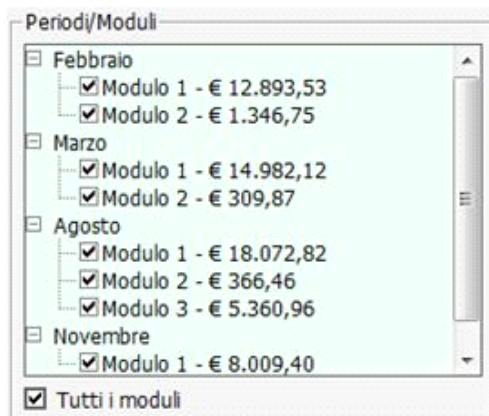 Periodi/Moduli
Febbraio
Modulo 1 - € 12.893,53
Modulo 2 - € 1.346,75
Marzo
Modulo 1 - € 14.982,12
Modulo 2 - € 309,87
Agosto
Modulo 1 - € 18.072,82
Modulo 2 - € 366,46
Modulo 3 - € 5.360,96
Novembre
Modulo 1 - € 8.009,40
Tutti i moduli